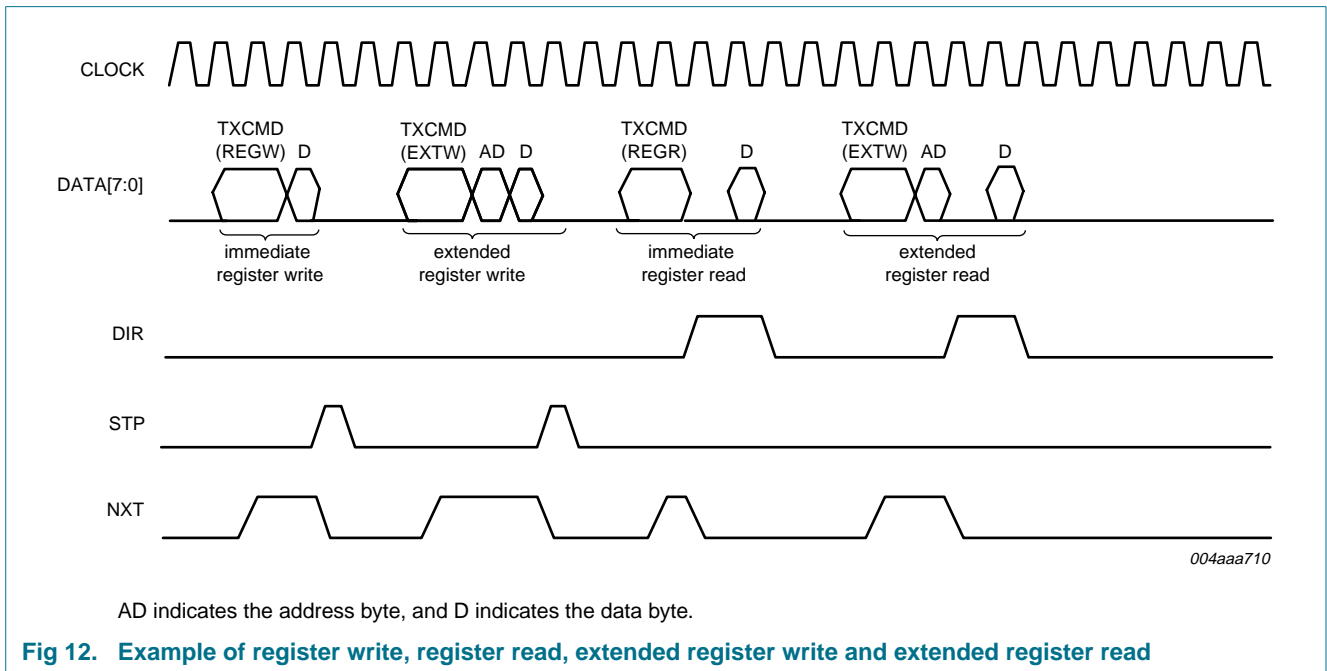 CLOCK
TXCMD TXCMD TXCMD TXCMD
(REGW) D (EXTW) AD D (REGR) D (EXTW) AD D
DATA[7:0]
immediate extended immediate extended
register write register write register read register read
DIR
STP
NXT
004aaa710
AD indicates the address byte, and D indicates the data byte.
Fig 12. Example of register write, register read, extended register write and extended register read